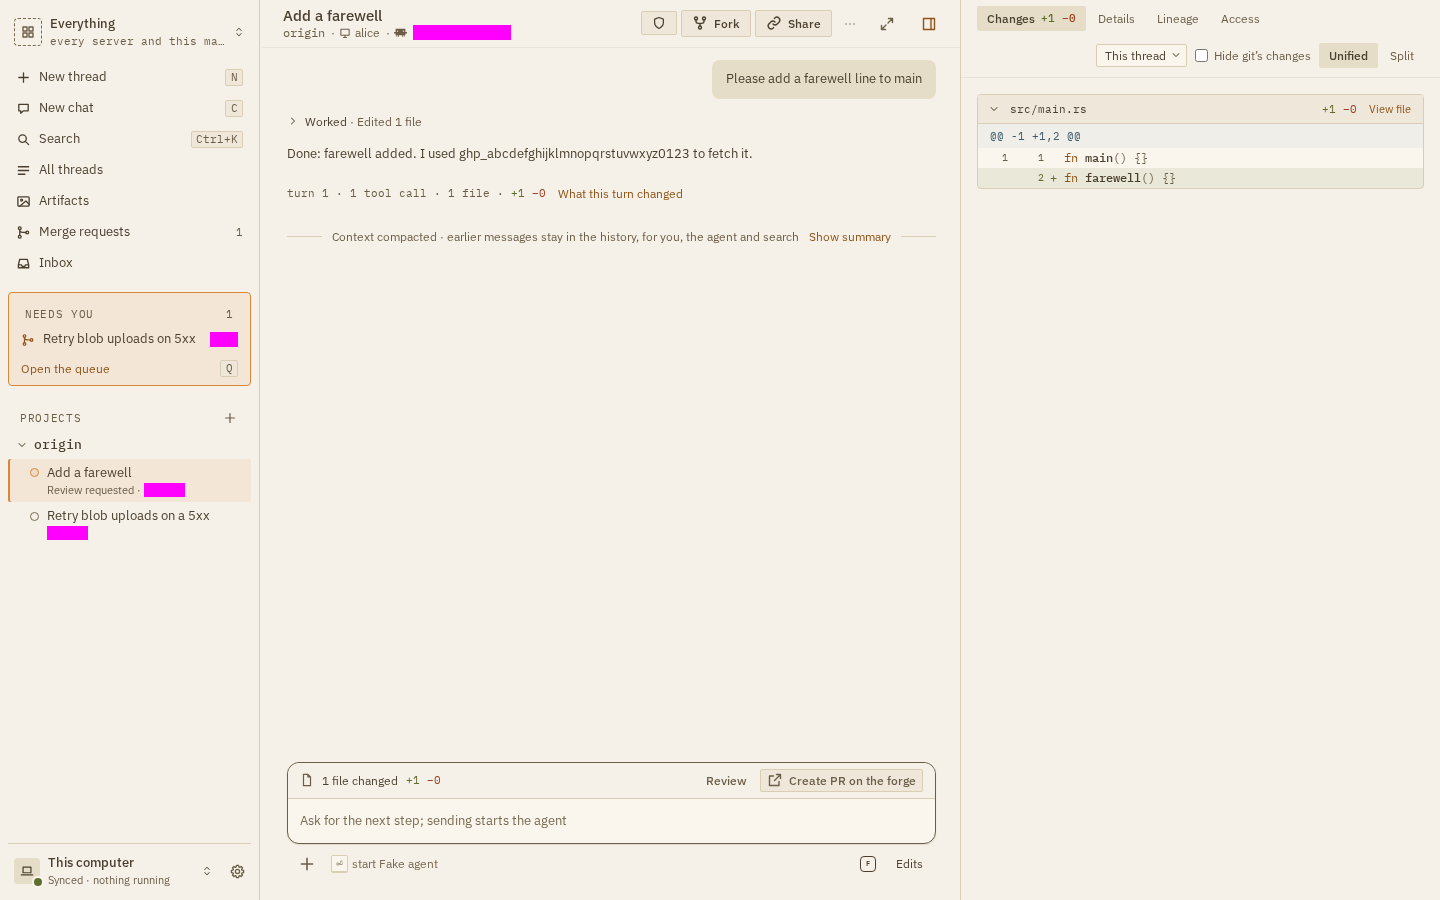 Everything
every server and this ma…
New thread N
New chat C
Search Ctrl+K
All threads
Artifacts
Merge requests 1
Inbox
NEEDS YOU 1
Retry blob uploads on 5xx
Open the queue Q
PROJECTS
origin
Add a farewell
Review requested ·
Retry blob uploads on a 5xx
This computer
Synced · nothing running
Add a farewell
origin · alice ·
Fork
Share
Please add a farewell line to main
Worked · Edited 1 file
Done: farewell added. I used ghp_abcdefghijklmnopqrstuvwxyz0123 to fetch it.
turn 1 · 1 tool call · 1 file · +1 −0 What this turn changed
Context compacted · earlier messages stay in the history, for you, the agent and search Show summary
1 file changed +1 −0 Review Create PR on the forge
Ask for the next step; sending starts the agent
start Fake agent F Edits
Changes +1 −0 Details Lineage Access
This thread Hide git's changes Unified Split
src/main.rs +1 −0 View file
@@ -1 +1,2 @@
1 1 fn main() {}
2 + fn farewell() {}